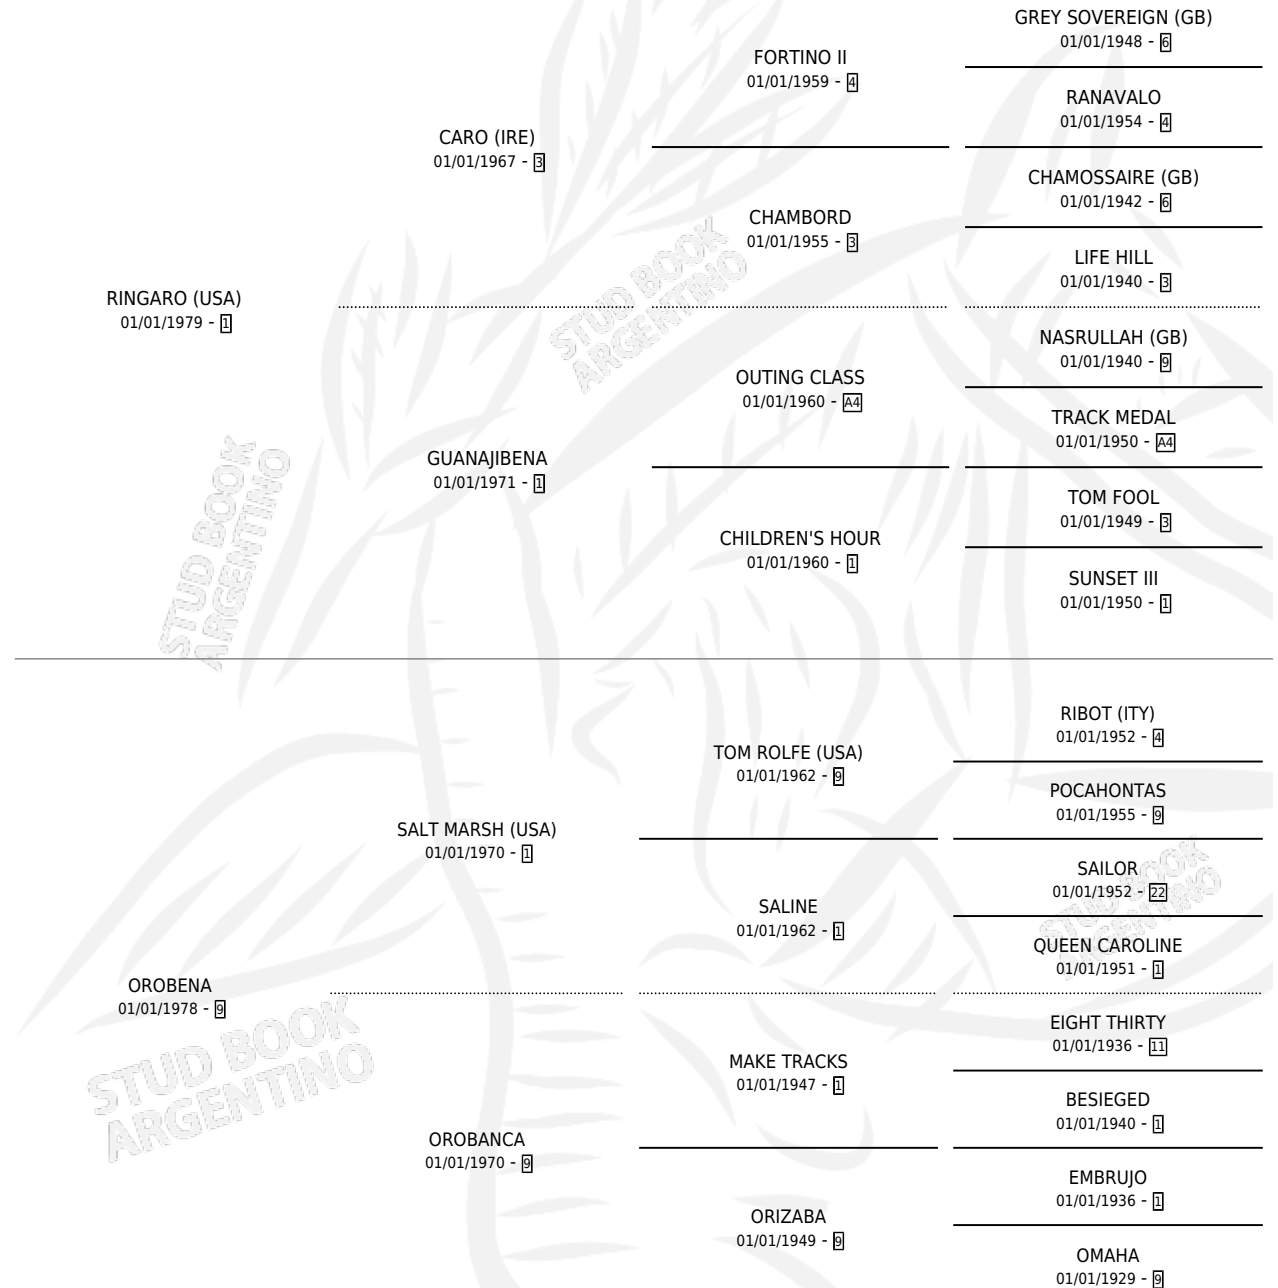 GREY SOVEREIGN (GB)
01/01/1948 - 6
FORTINO II
01/01/1959 - 4
RANAVALO
01/01/1954 - 4
CARO (IRE)
01/01/1967 - 3
CHAMOSSAIRE (GB)
01/01/1942 - 6
CHAMBORD
01/01/1955 - 3
LIFE HILL
01/01/1940 - 3
RINGARO (USA)
01/01/1979 - 1
NASRULLAH (GB)
01/01/1940 - 9
OUTING CLASS
01/01/1960 - A4
TRACK MEDAL
01/01/1950 - A4
GUANAJIBENA
01/01/1971 - 1
TOM FOOL
01/01/1949 - 3
CHILDREN'S HOUR
01/01/1960 - 1
SUNSET III
01/01/1950 - 1
STUD BOOK
ARGENTINO
STUD BOOK
ARGENTINO
RIBOT (ITY)
01/01/1952 - 4
TOM ROLFE (USA)
01/01/1962 - 9
POCAHONTAS
01/01/1955 - 9
SALT MARSH (USA)
01/01/1970 - 1
SAILOR
01/01/1952 - 22
SALINE
01/01/1962 - 1
QUEEN CAROLINE
01/01/1951 - 1
OROBENA
01/01/1978 - 9
EIGHT THIRTY
01/01/1936 - 11
MAKE TRACKS
01/01/1947 - 1
BESIEGED
01/01/1940 - 1
OROBANCA
01/01/1970 - 9
EMBRUJO
01/01/1936 - 1
ORIZABA
01/01/1949 - 9
OMAHA
01/01/1929 - 9
STUD BOOK
ARGENTINO
STUD BOOK
ARGENTINO